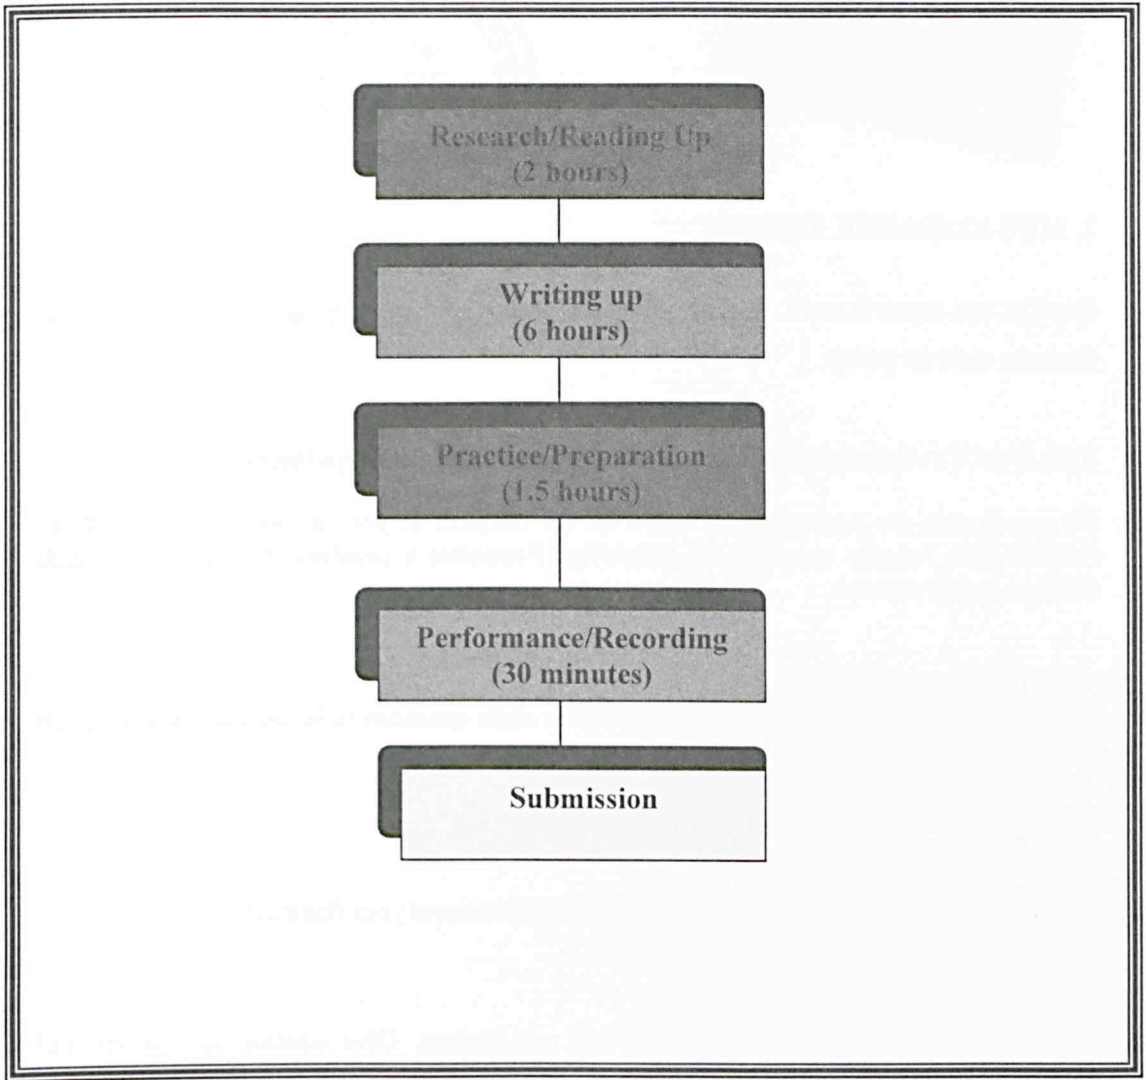 Research/Reading Up
(2 hours)
Writing up
(6 hours)
Practice/Preparation
(1.5 hours)
Performance/Recording
(30 minutes)
Submission